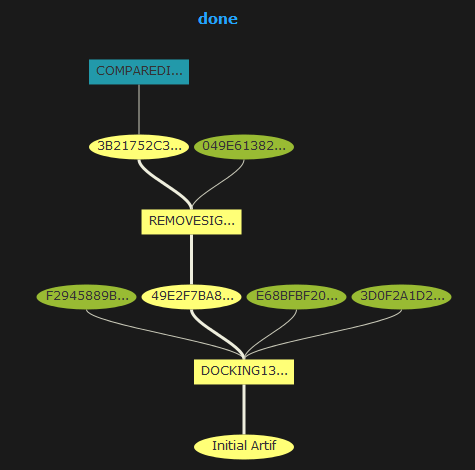 done
COMPAREDI...
3B21752C3... 049E61382...
REMOVESIG...
F2945889B... 49E2F7BA8... E68BFBF20... 3D0F2A1D2...
DOCKING13...
Initial Artif